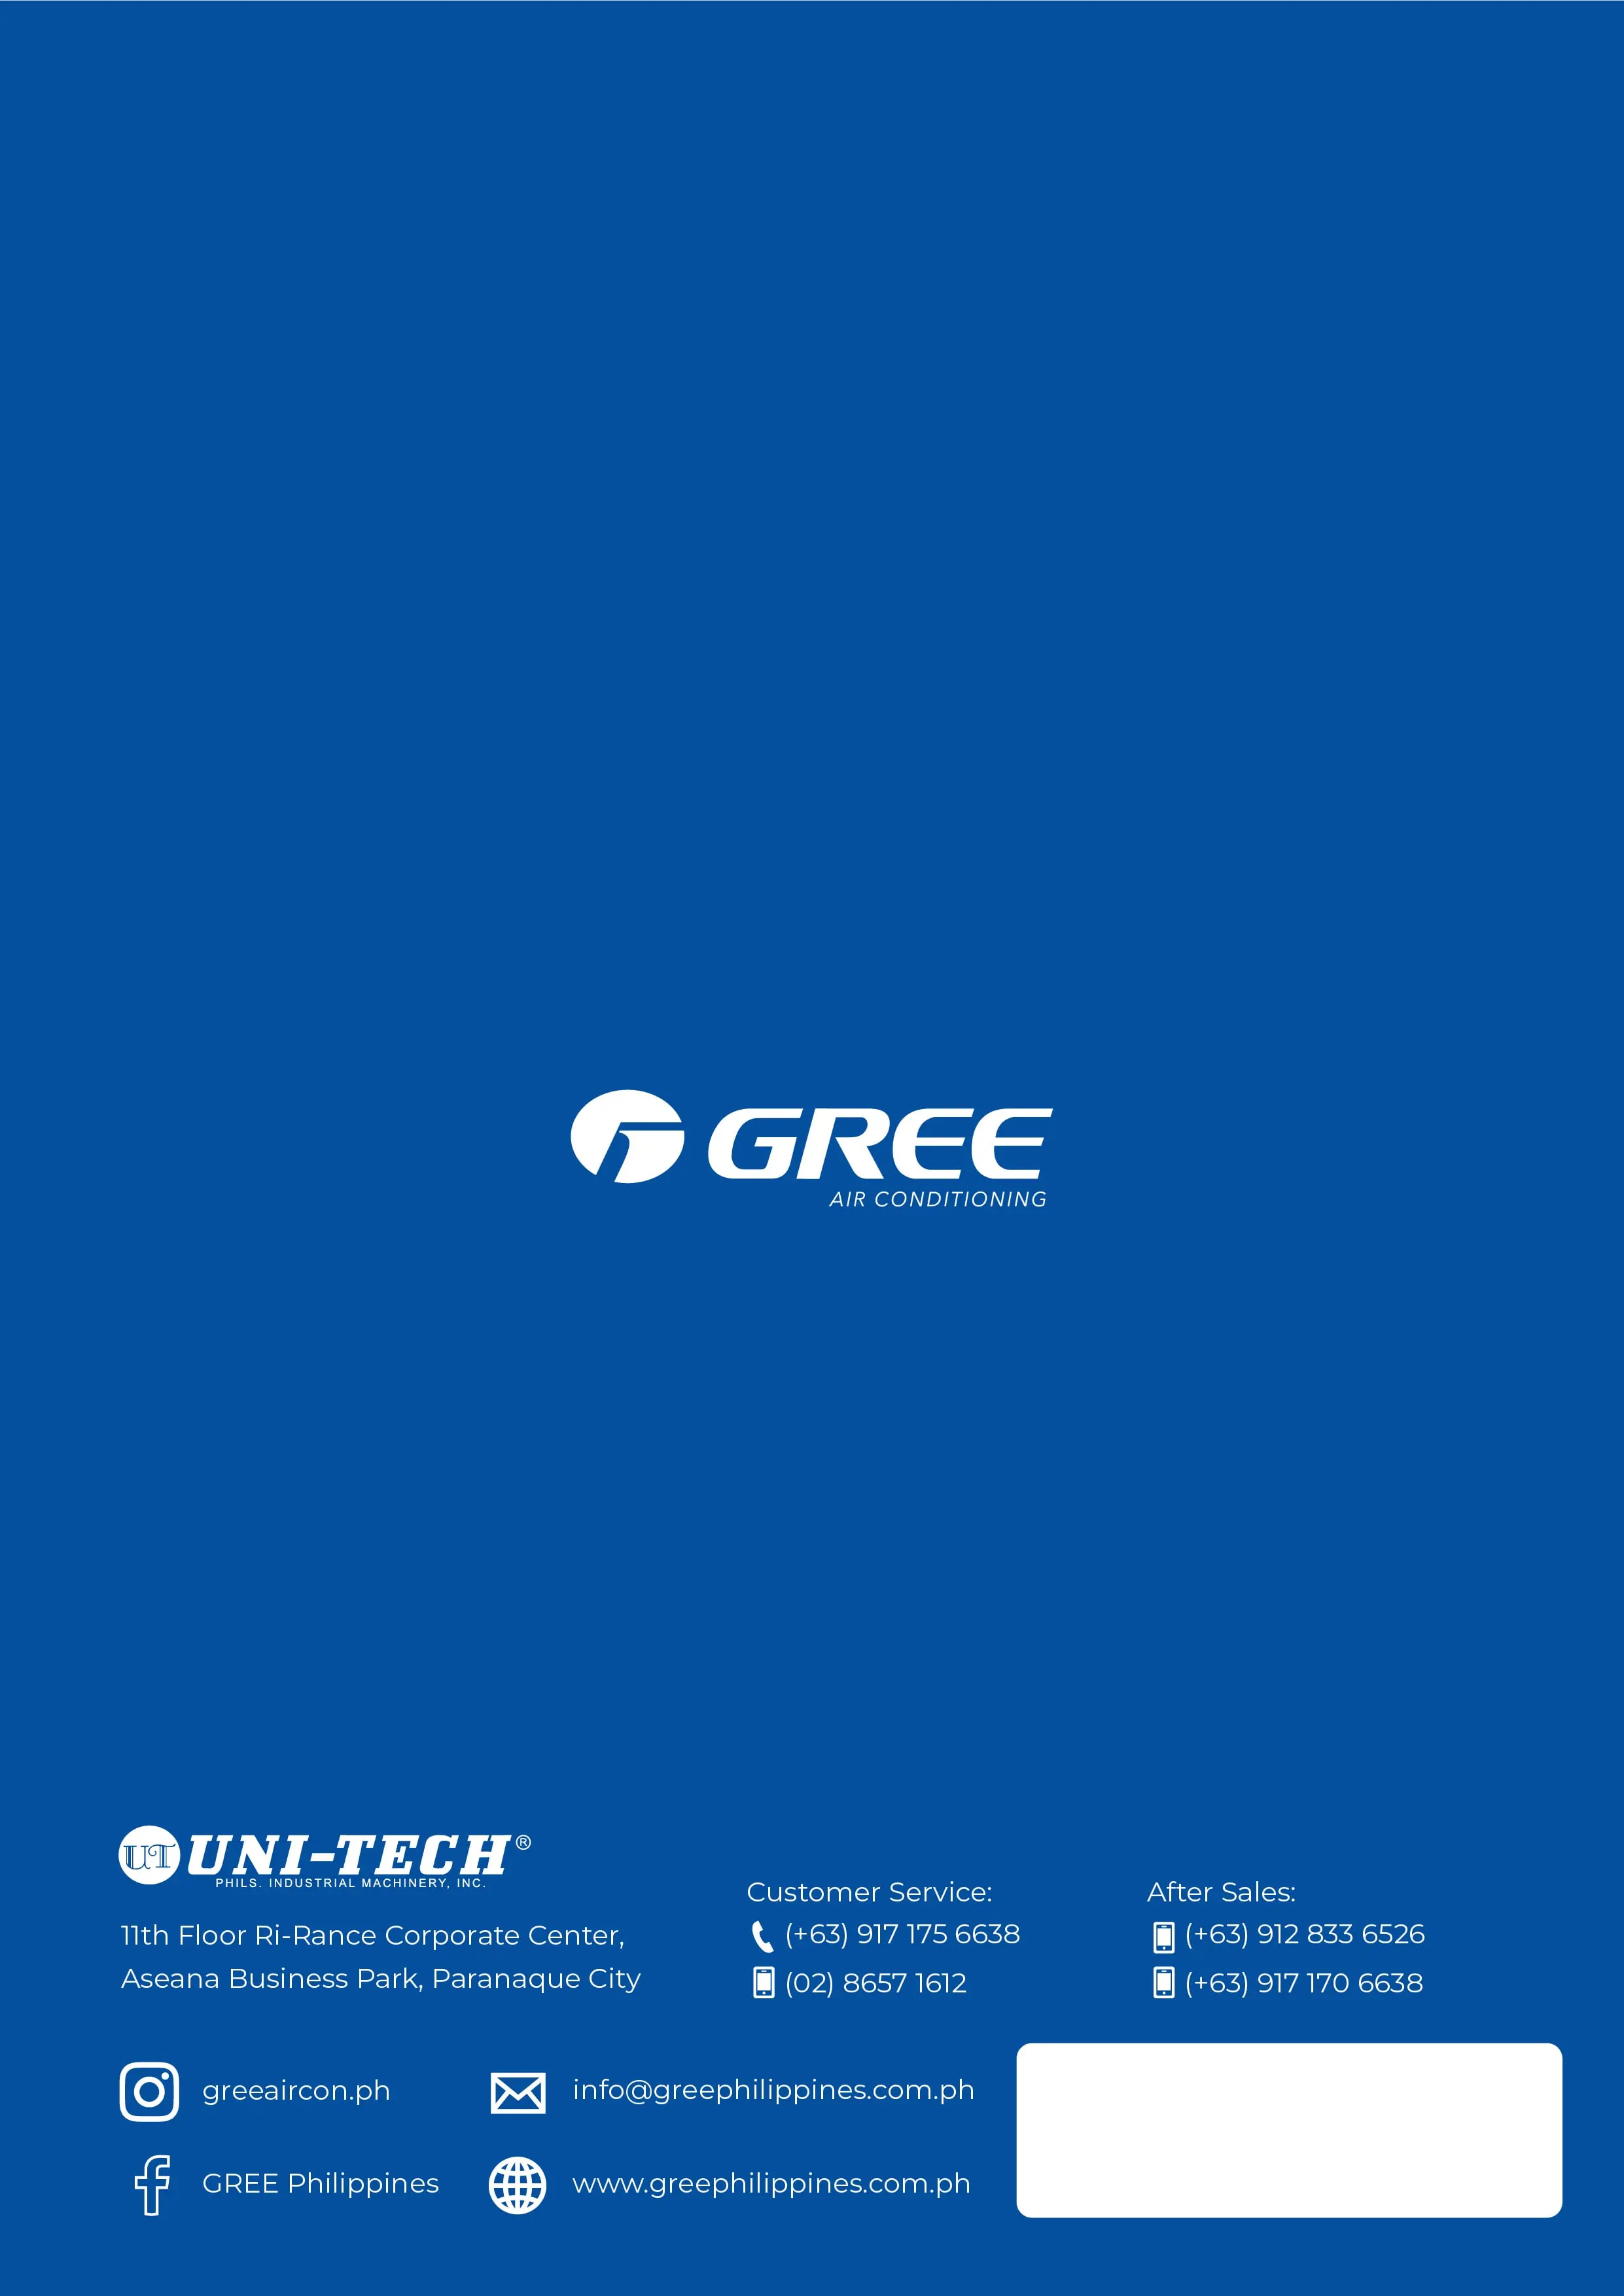 GREE
AIR CONDITIONING
UT UNI-TECH®
PHILS. INDUSTRIAL MACHINERY, INC.
11th Floor Ri-Rance Corporate Center,
Aseana Business Park, Paranaque City
Customer Service:
(+63) 917 175 6638
(02) 8657 1612
After Sales:
(+63) 912 833 6526
(+63) 917 170 6638
greeaircon.ph
info@greephilippines.com.ph
GREE Philippines
www.greephilippines.com.ph